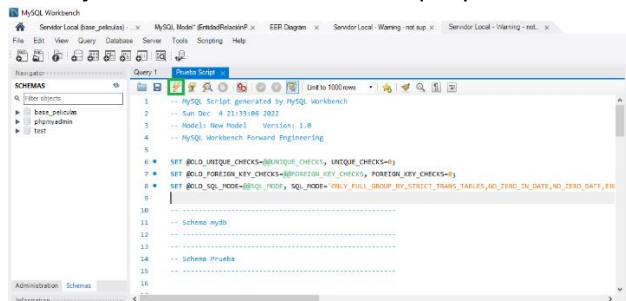 MySQL Workbench
Servidor Local (base_peliculas) - ... × MySQL Model* (EntidadRelaciónP... × EER Diagram × Servidor Local - Warning - not sup... × Servidor Local - Warning - not... ×
File Edit View Query Database Server Tools Scripting Help
Navigator
Query 1 Prueba Script ×
SCHEMAS
Limit to 1000 rows
Filter objects
base_peliculas
phpmyadmin
test
1 -- MySQL Script generated by MySQL Workbench
2 -- Sun Dec 4 21:33:06 2022
3 -- Model: New Model Version: 1.0
4 -- MySQL Workbench Forward Engineering
5
6 SET @OLD_UNIQUE_CHECKS=@@UNIQUE_CHECKS, UNIQUE_CHECKS=0;
7 SET @OLD_FOREIGN_KEY_CHECKS=@@FOREIGN_KEY_CHECKS, FOREIGN_KEY_CHECKS=0;
8 SET @OLD_SQL_MODE=@@SQL_MODE, SQL_MODE='ONLY_FULL_GROUP_BY,STRICT_TRANS_TABLES,NO_ZERO_IN_DATE,NO_ZERO_DATE,ER
9
10 -- -----------------------------------------------------
11 -- Schema mydb
12 -- -----------------------------------------------------
13 -- -----------------------------------------------------
14 -- Schema Prueba
15 -- -----------------------------------------------------
16
Administration Schemas
Information